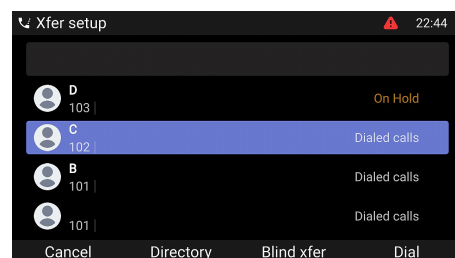 Xfer setup 22:44
D
103 On Hold
C
102 Dialed calls
B
101 Dialed calls
101 Dialed calls
Cancel Directory Blind xfer Dial